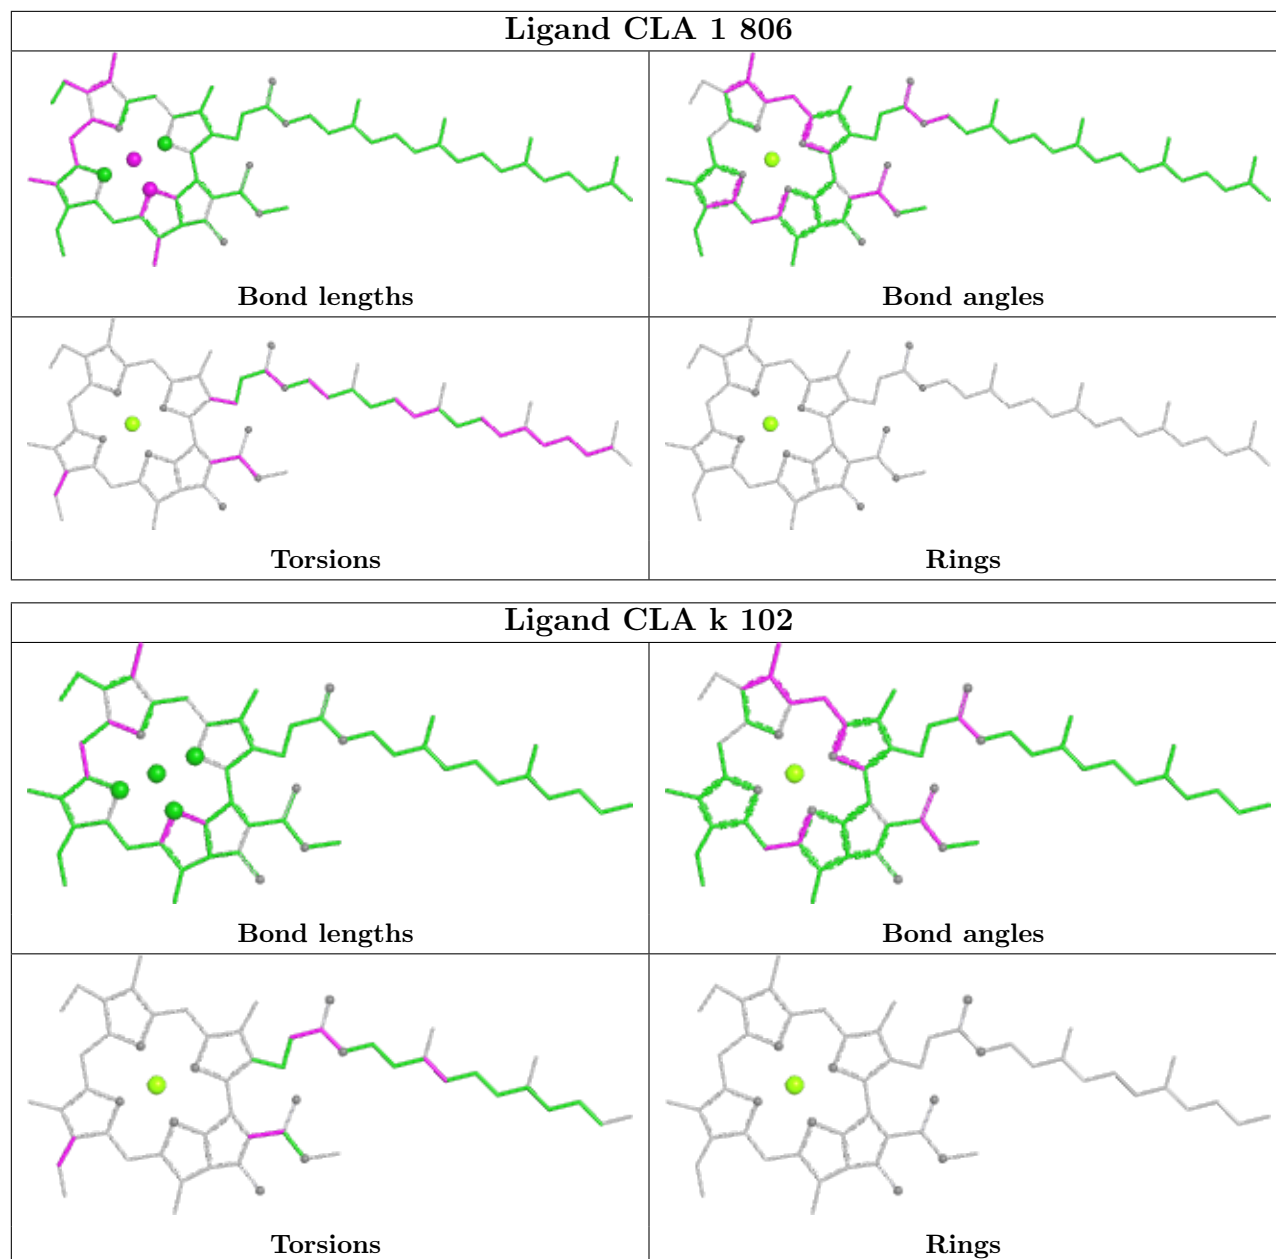 Ligand CLA 1 806
Bond lengths
Bond angles
Torsions
Rings
Ligand CLA k 102
Bond lengths
Bond angles
Torsions
Rings